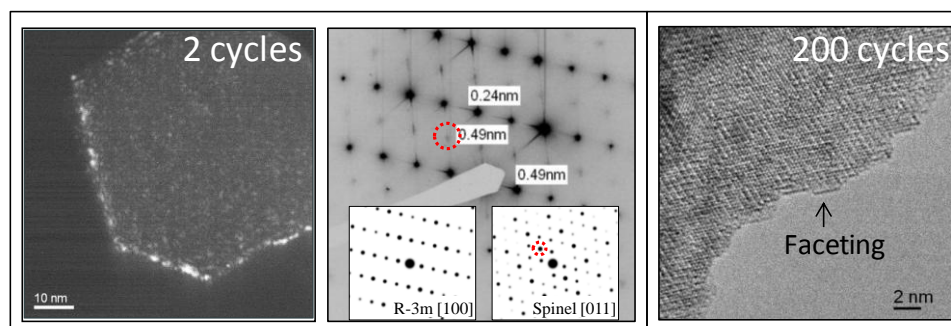 2 cycles
10 nm
0.24nm
0.49nm
0.49nm
R-3m [100]
Spinel [011]
200 cycles
Faceting
2 nm